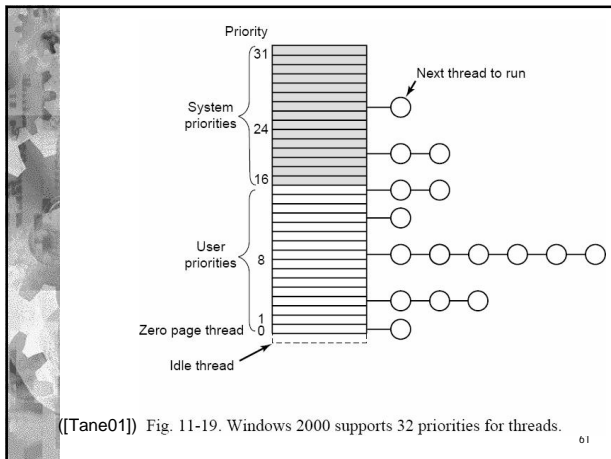 Priority
31
Next thread to run
System
priorities
24
16
User
priorities
8
1
Zero page thread
0
Idle thread
([Tane01]) Fig. 11-19. Windows 2000 supports 32 priorities for threads.
61